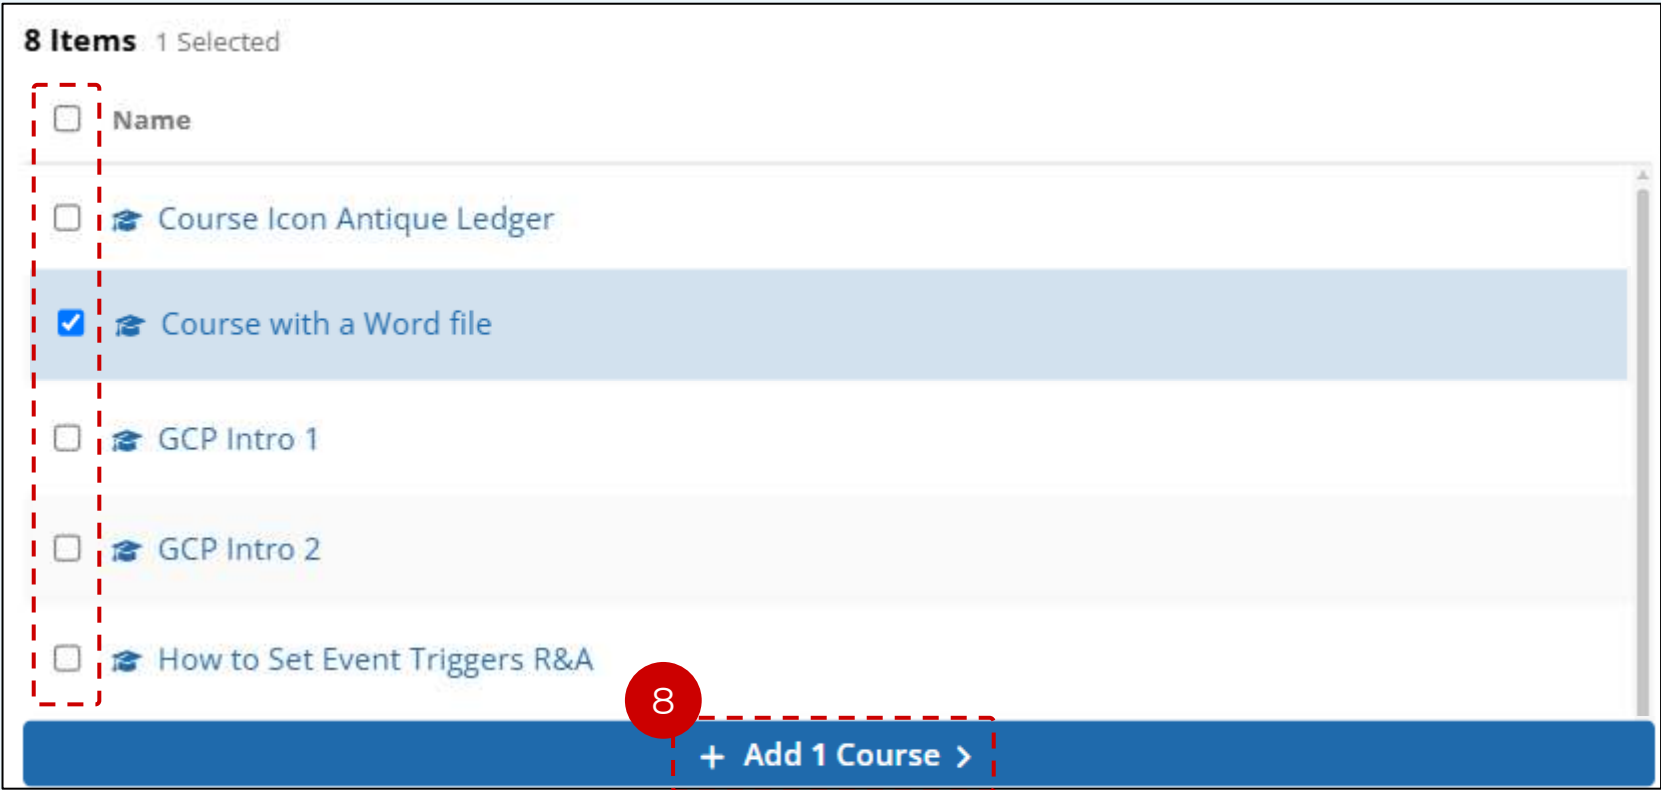 8 Items 1 Selected
Name
Course Icon Antique Ledger
Course with a Word file
GCP Intro 1
GCP Intro 2
How to Set Event Triggers R&A
8
+ Add 1 Course >